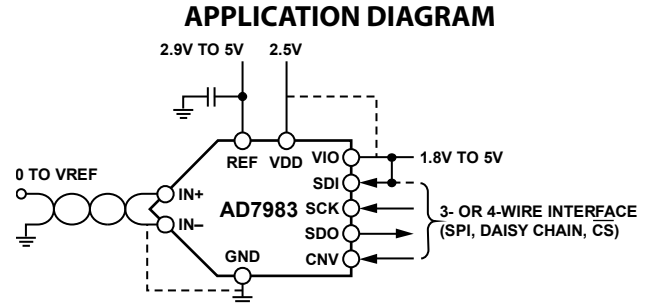 APPLICATION DIAGRAM
2.9V TO 5V
2.5V
REF
VDD
VIO
1.8V TO 5V
SDI
0 TO VREF
IN+
AD7983
SCK
3- OR 4-WIRE INTERFACE
(SPI, DAISY CHAIN, C̅S̅)
IN–
SDO
GND
CNV